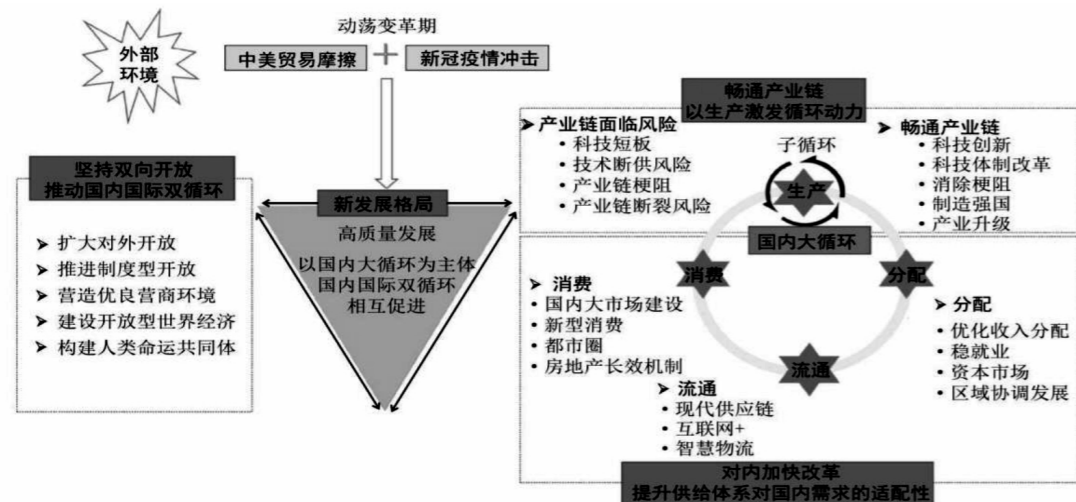 动荡变革期
外部
环境
中美贸易摩擦
新冠疫情冲击
坚持双向开放
推动国内国际双循环
➤ 扩大对外开放
➤ 推进制度型开放
➤ 营造优良营商环境
➤ 建设开放型世界经济
➤ 构建人类命运共同体
新发展格局
高质量发展
以国内大循环为主体
国内国际双循环
相互促进
畅通产业链
以生产激发循环动力
➤ 产业链面临风险
• 科技短板
• 技术断供风险
• 产业链梗阻
• 产业链断裂风险
子循环
生产
国内大循环
➤ 畅通产业链
• 科技创新
• 科技体制改革
• 消除梗阻
• 制造强国
• 产业升级
消费
分配
流通
➤ 消费
• 国内大市场建设
• 新型消费
• 都市圈
• 房地产长效机制
➤ 流通
• 现代供应链
• 互联网+
• 智慧物流
➤ 分配
• 优化收入分配
• 稳就业
• 资本市场
• 区域协调发展
对内加快改革
提升供给体系对国内需求的适配性